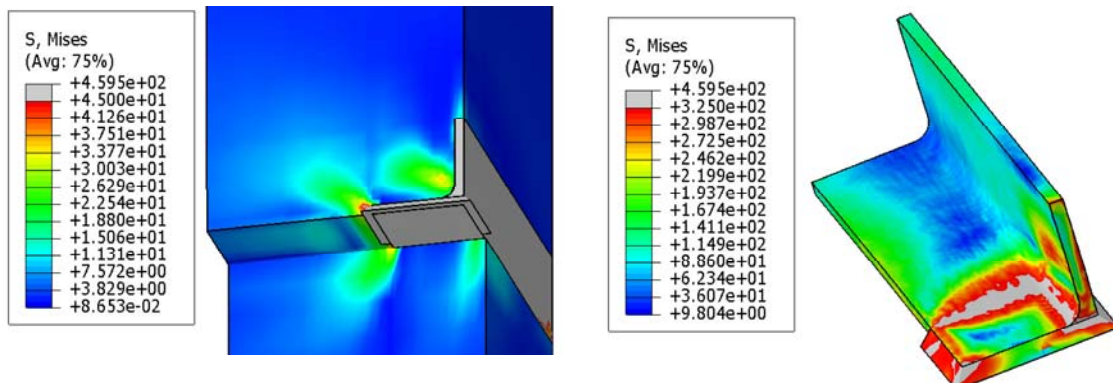 S, Mises
(Avg: 75%)
+4.595e+02
+4.500e+01
+4.126e+01
+3.751e+01
+3.377e+01
+3.003e+01
+2.629e+01
+2.254e+01
+1.880e+01
+1.506e+01
+1.131e+01
+7.572e+00
+3.829e+00
+8.653e-02
S, Mises
(Avg: 75%)
+4.595e+02
+3.250e+02
+2.987e+02
+2.725e+02
+2.462e+02
+2.199e+02
+1.937e+02
+1.674e+02
+1.411e+02
+1.149e+02
+8.860e+01
+6.234e+01
+3.607e+01
+9.804e+00